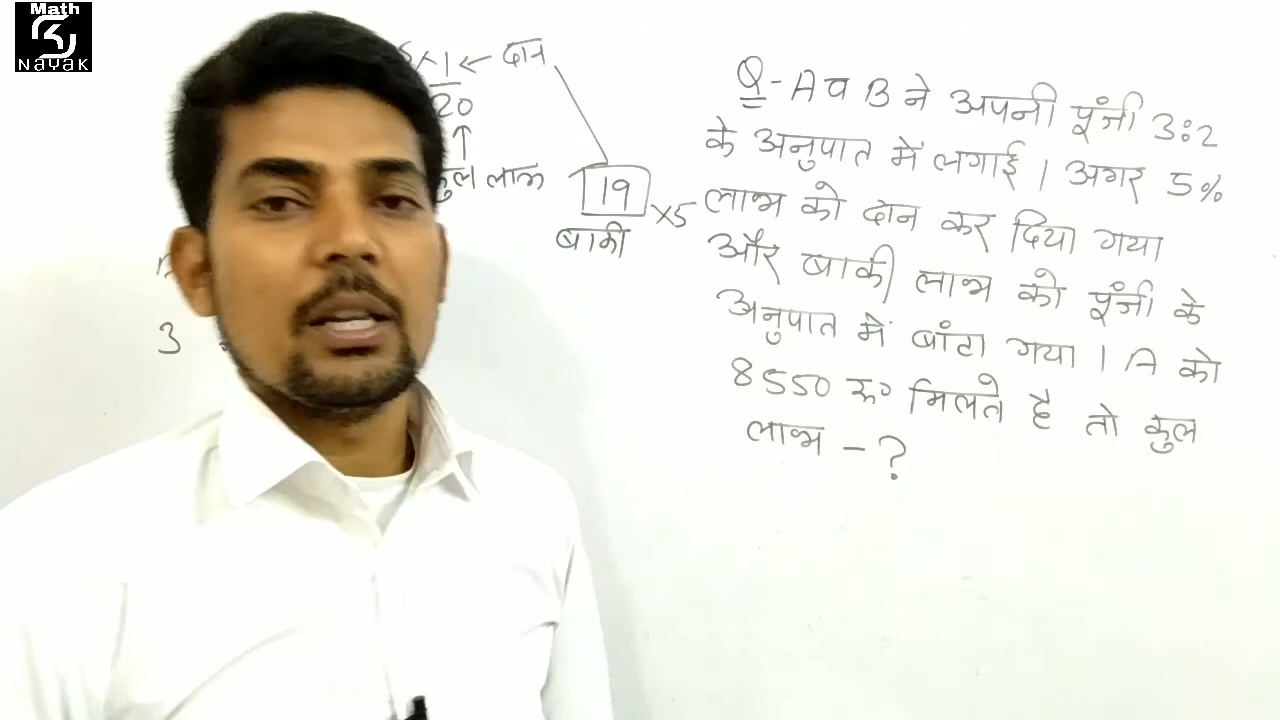 Math
Nayak
×1 ← दान
20
↑
कुल लाभ
19 ×5
बाकी
3
Q - A व B ने अपनी पूंजी 3:2
के अनुपात में लगाई । अगर 5%
लाभ को दान कर दिया गया
और बाकी लाभ को पूंजी के
अनुपात में बांटा गया । A को
8550 रु० मिलते है तो कुल
लाभ - ?